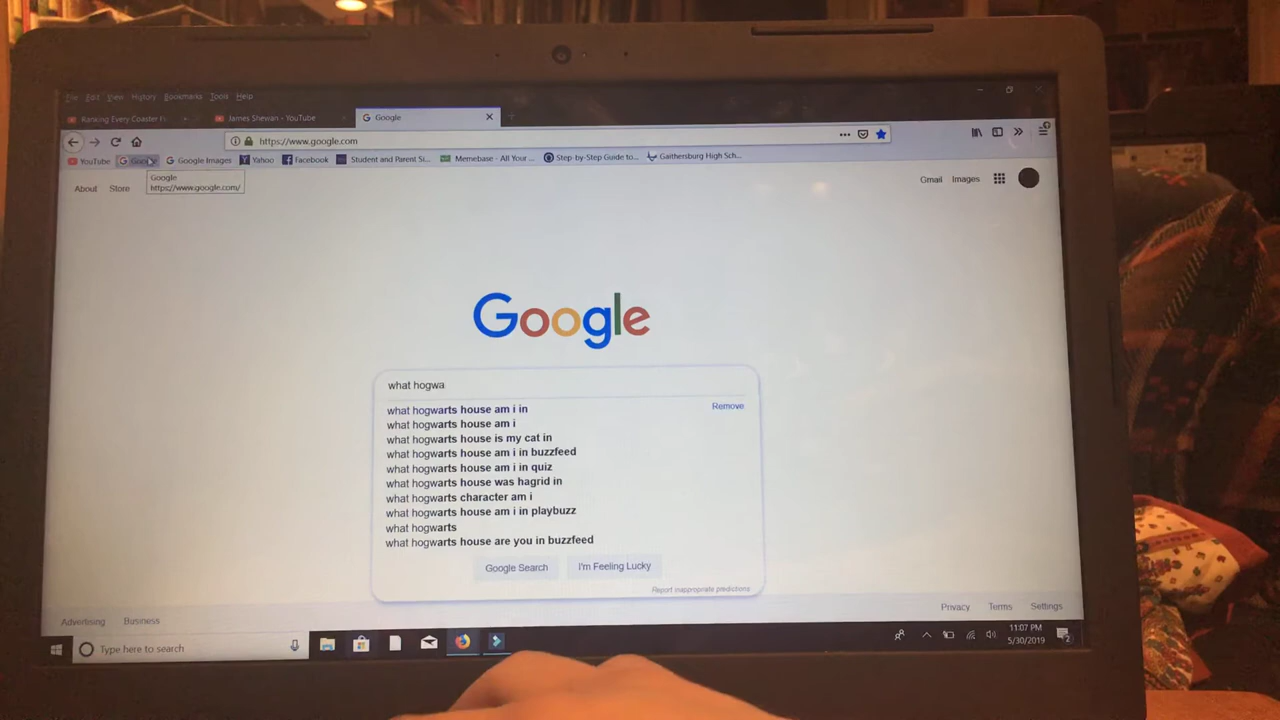 File Edit View History Bookmarks Tools Help
Ranking Every Coaster
James Shewan - YouTube
Google
https://www.google.com
YouTube Google Google Images Yahoo Facebook Student and Parent Si... Memebase - All Your ... Step-by-Step Guide to... Gaithersburg High Sch...
Google
https://www.google.com/
About Store Gmail Images
Google
what hogwa
what hogwarts house am i in Remove
what hogwarts house am i
what hogwarts house is my cat in
what hogwarts house am i in buzzfeed
what hogwarts house am i in quiz
what hogwarts house was hagrid in
what hogwarts character am i
what hogwarts house am i in playbuzz
what hogwarts
what hogwarts house are you in buzzfeed
Google Search I'm Feeling Lucky
Report inappropriate predictions
Advertising Business Privacy Terms Settings
Type here to search
11:07 PM
5/30/2019
2